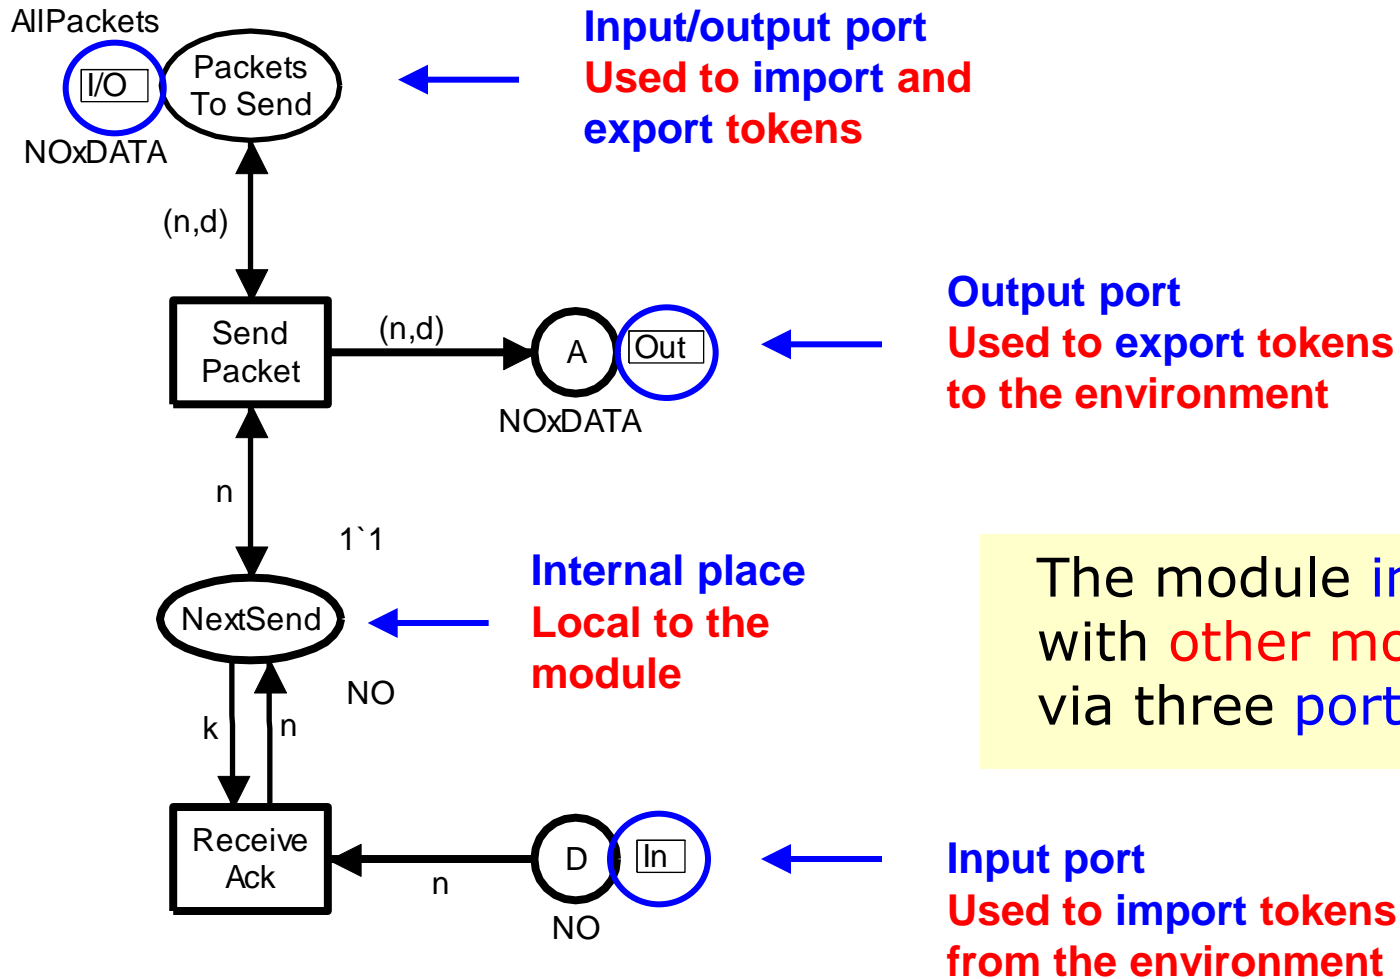 AllPackets
I/O
Packets
To Send
NOxDATA
Input/output port
Used to import and
export tokens
(n,d)
Send
Packet
(n,d)
A
Out
NOxDATA
Output port
Used to export tokens
to the environment
n
1`1
NextSend
NO
Internal place
Local to the
module
The module
with other
via three
k
n
Receive
Ack
n
D
In
NO
Input port
Used to import tokens
from the environment